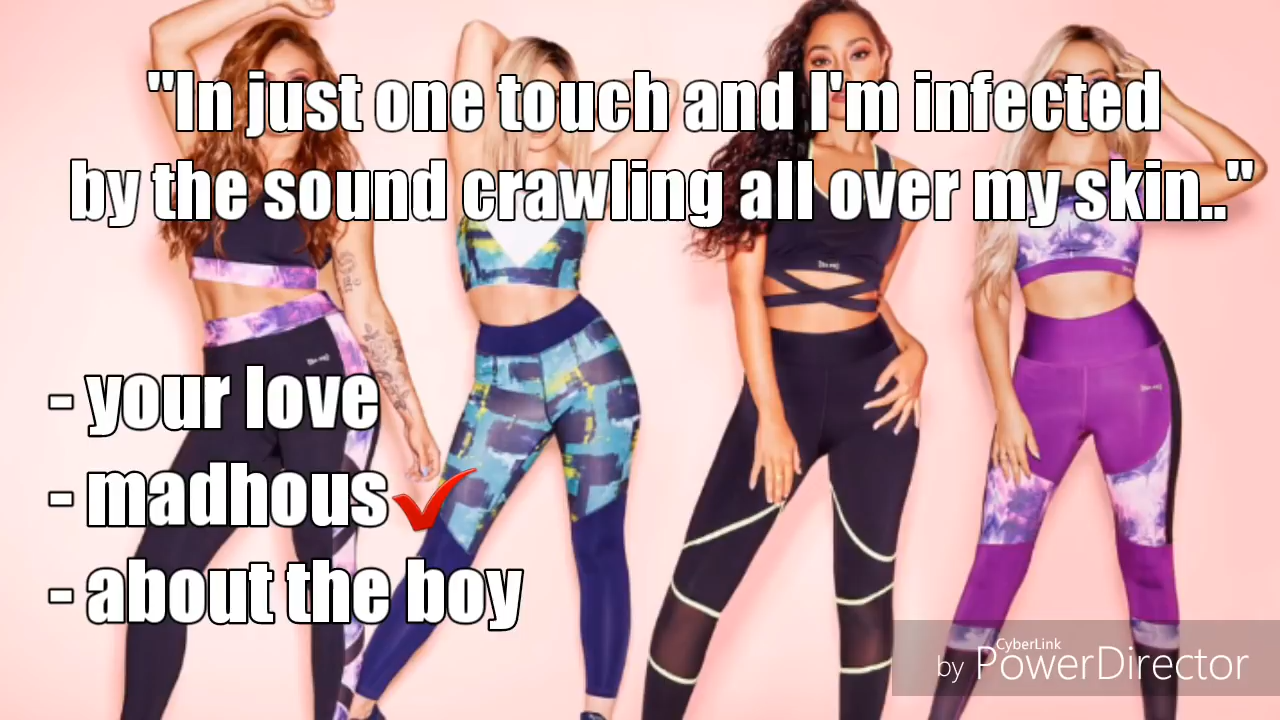 "In just one touch and I'm infected
by the sound crawling all over my skin.."
- your love
- madhous
- about the boy
CyberLink
by PowerDirector